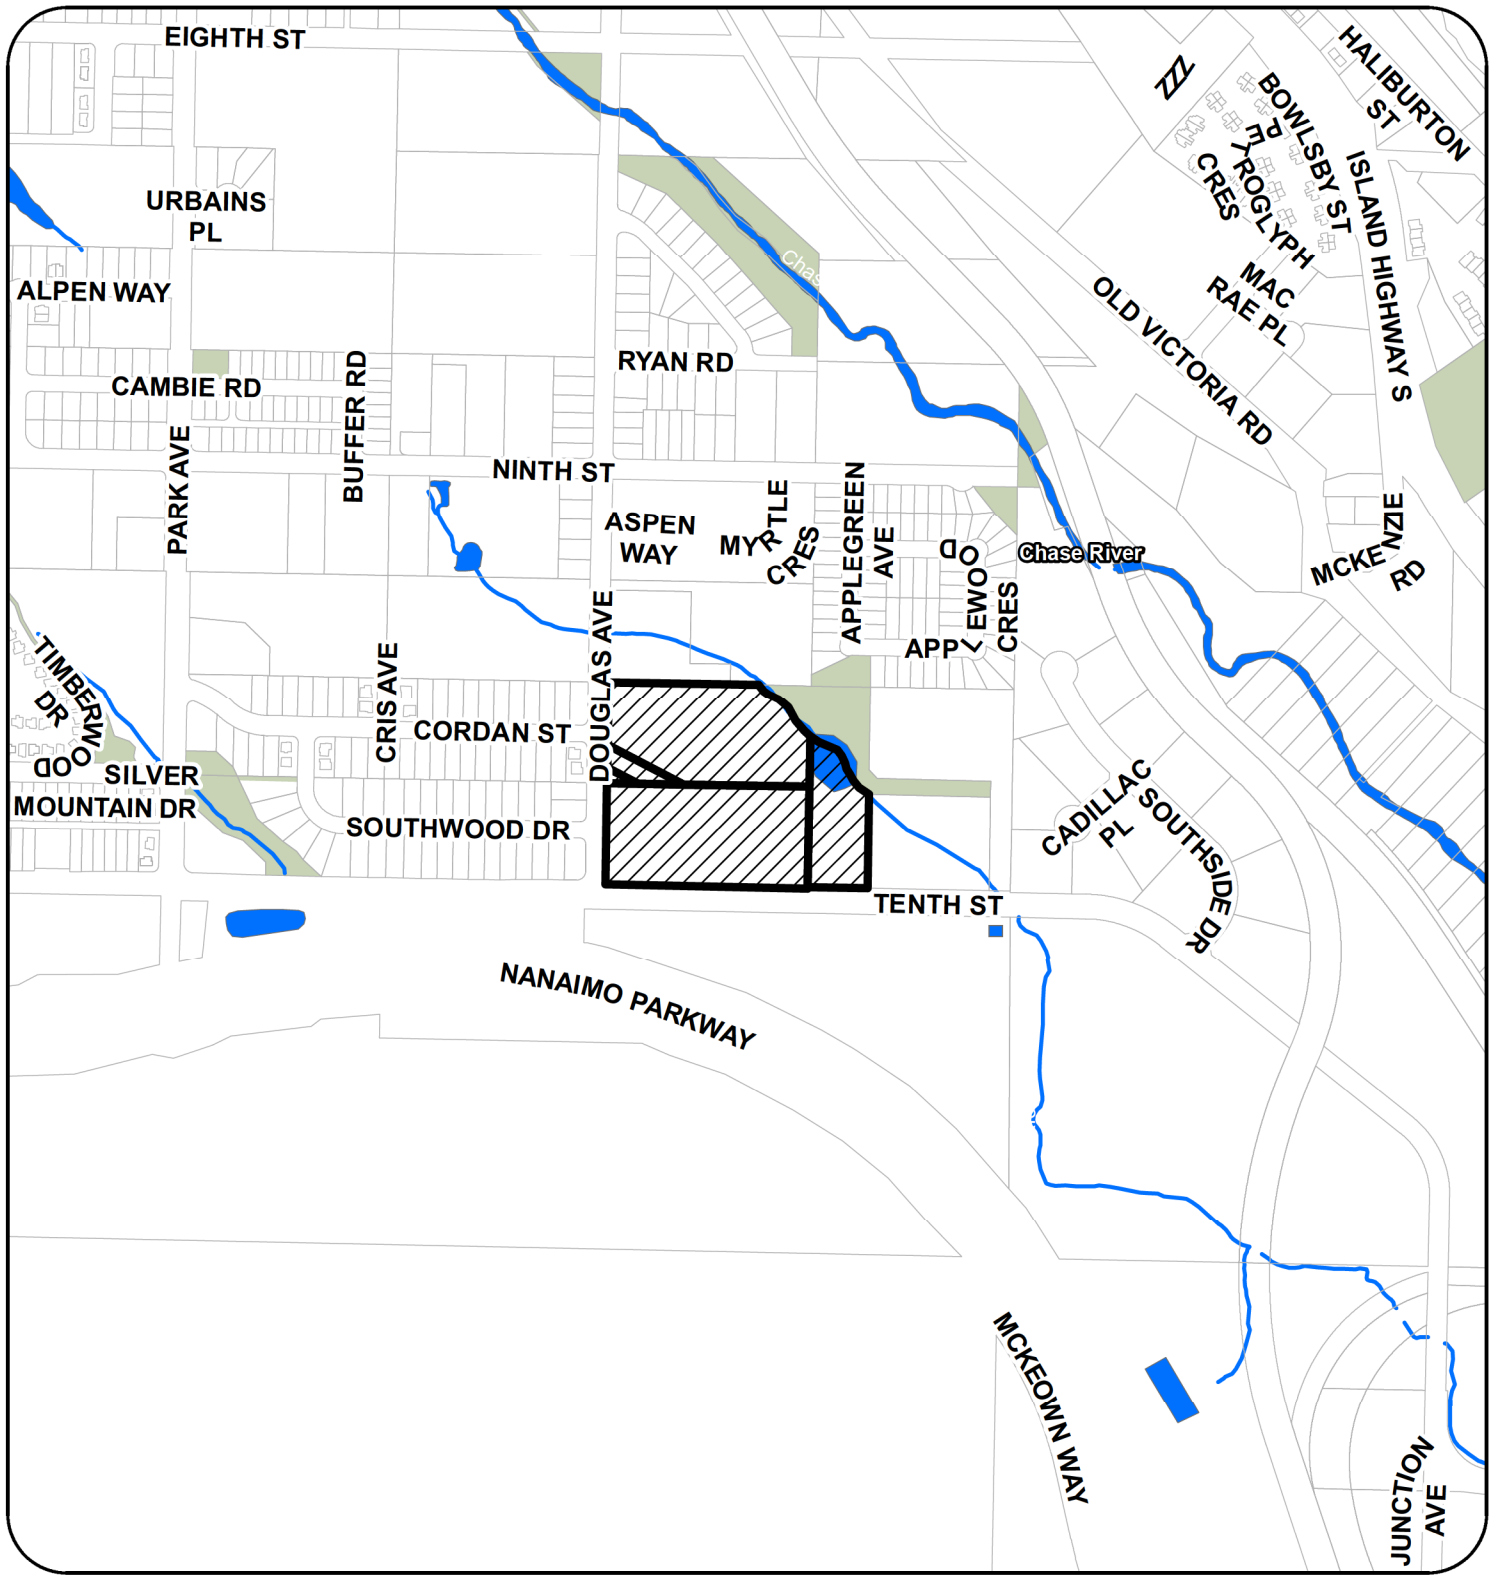 EIGHTH ST
HALIBURTON
ST
ZZZ
BOWLSBY ST
PETROGLYPH
CRES
ISLAND HIGHWAY S
URBAINS
PL
Chas
MAC
RAE PL
ALPEN WAY
OLD VICTORIA RD
RYAN RD
CAMBIE RD
BUFFER RD
PARK AVE
NINTH ST
ASPEN
WAY
MYRTLE
CRES
APPLEGREEN
AVE
APPLEWOOD
CRES
Chase River
MCKENZIE
RD
DOUGLAS AVE
TIMBERWOOD
DR
CRIS AVE
CORDAN ST
SILVER
MOUNTAIN DR
SOUTHWOOD DR
CADILLAC
PL
SOUTHSIDE DR
TENTH ST
NANAIMO PARKWAY
MCKEOWN WAY
JUNCTION
AVE